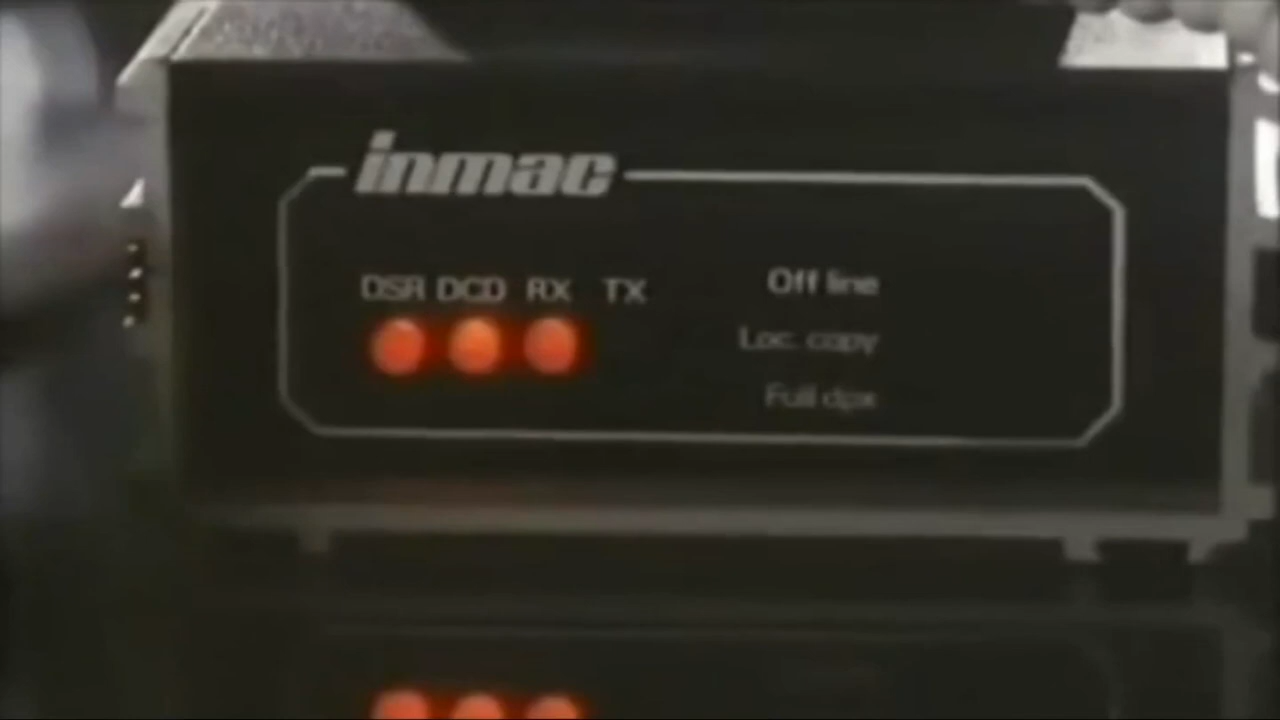 inmac
DSR DCD RX TX
Off line
Loc. copy
Full dpx